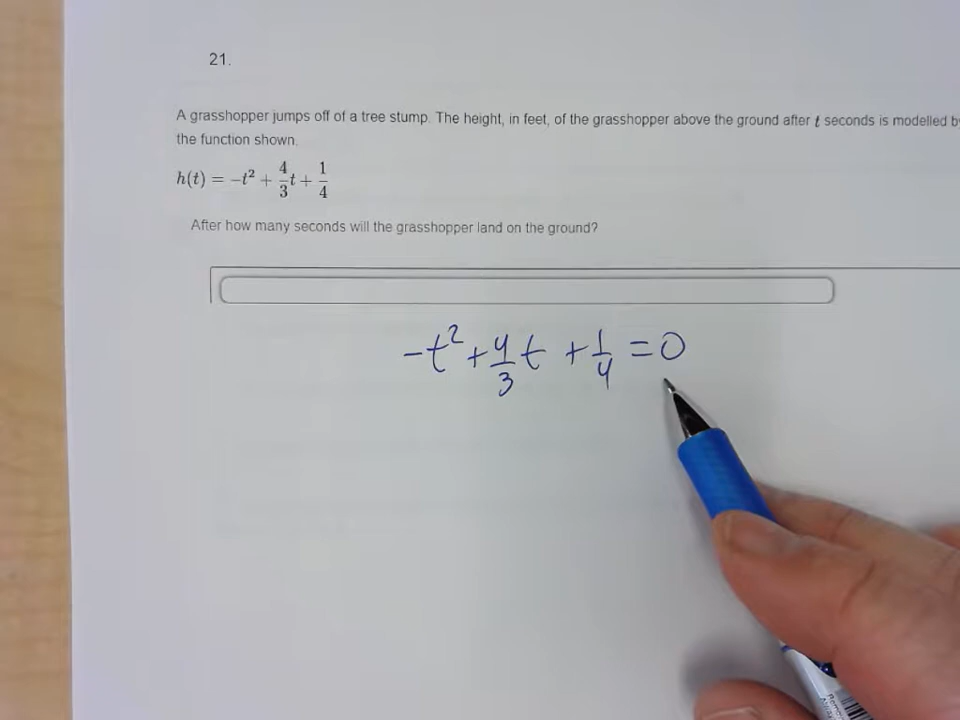 21.
A grasshopper jumps off of a tree stump. The height, in feet, of the grasshopper above the ground after t seconds is modelled by
the function shown.
h(t) = −t² + 4/3 t + 1/4
After how many seconds will the grasshopper land on the ground?
-t² + 4/3 t + 1/4 = 0